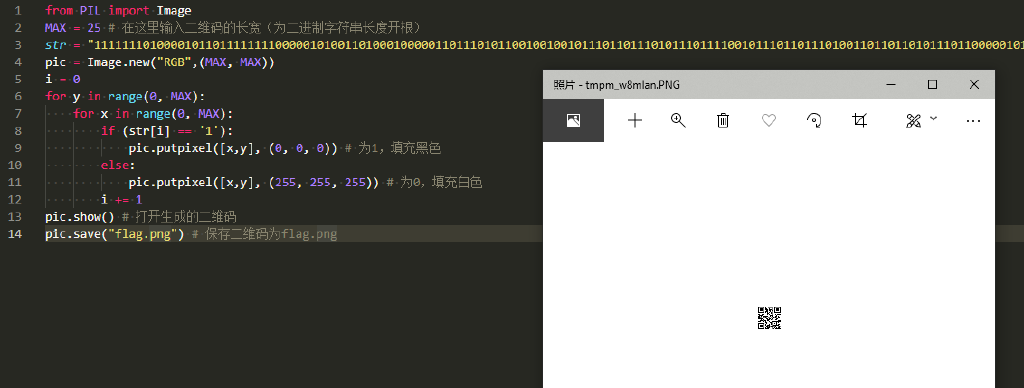 1 from PIL import Image
2 MAX = 25 # 在这里输入二维码的长宽（为二进制字符串长度开根）
3 str = "1111111010000101101111111110000010100110100010000011011101011001001001011101101110101110111100101110110111010011011011010111011000001010
4 pic = Image.new("RGB",(MAX, MAX))
5 i = 0
6 for y in range(0, MAX):
7 for x in range(0, MAX):
8 if (str[i] == '1'):
9 pic.putpixel([x,y], (0, 0, 0)) # 为1，填充黑色
10 else:
11 pic.putpixel([x,y], (255, 255, 255)) # 为0，填充白色
12 i += 1
13 pic.show() # 打开生成的二维码
14 pic.save("flag.png") # 保存二维码为flag.png
照片 - tmpm_w8mlan.PNG